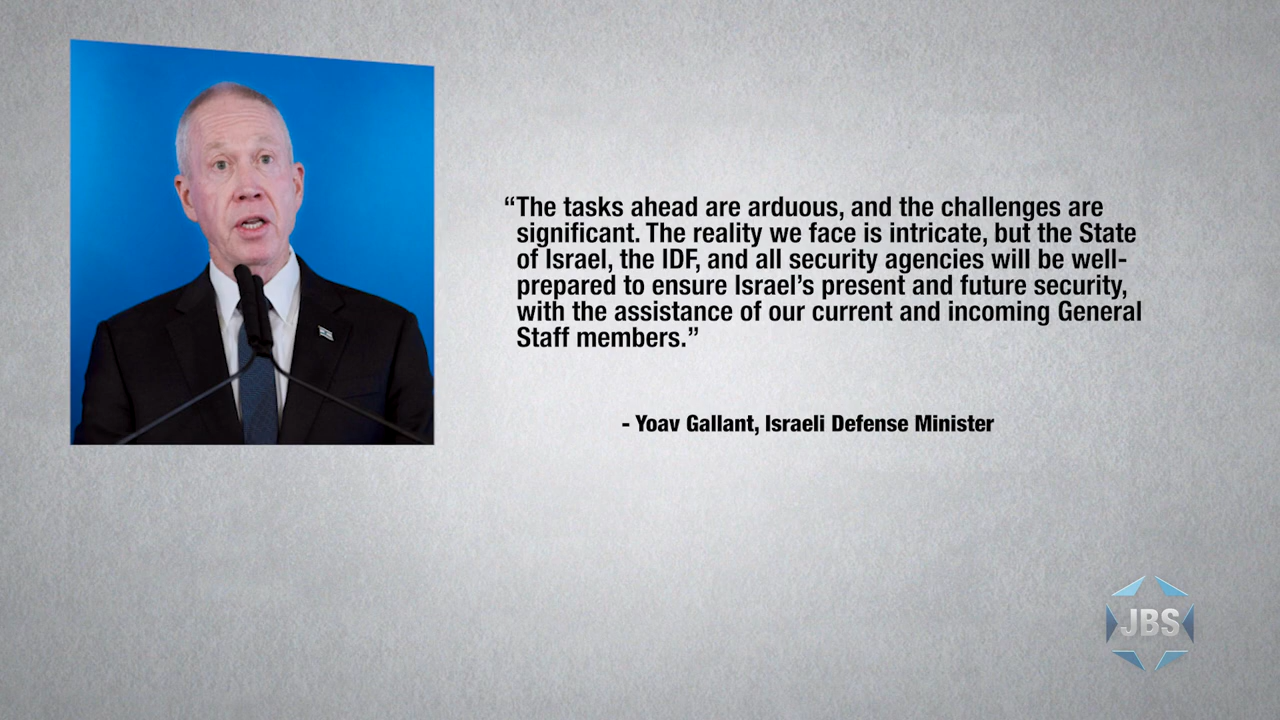 “The tasks ahead are arduous, and the challenges are
significant. The reality we face is intricate, but the State
of Israel, the IDF, and all security agencies will be well-
prepared to ensure Israel’s present and future security,
with the assistance of our current and incoming General
Staff members.”
- Yoav Gallant, Israeli Defense Minister
JBS